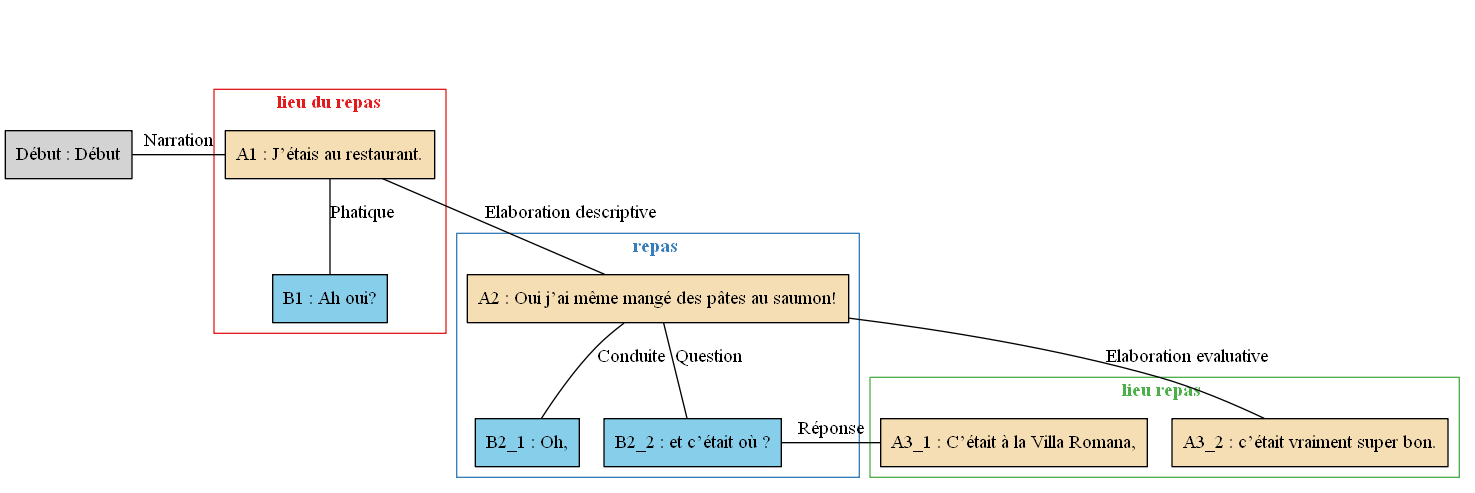 lieu du repas
Début : Début
Narration
A1 : J’étais au restaurant.
Phatique
Elaboration descriptive
repas
B1 : Ah oui?
A2 : Oui j’ai même mangé des pâtes au saumon!
Conduite
Question
Elaboration evaluative
lieu repas
B2_1 : Oh,
B2_2 : et c’était où ?
Réponse
A3_1 : C’était à la Villa Romana,
A3_2 : c’était vraiment super bon.